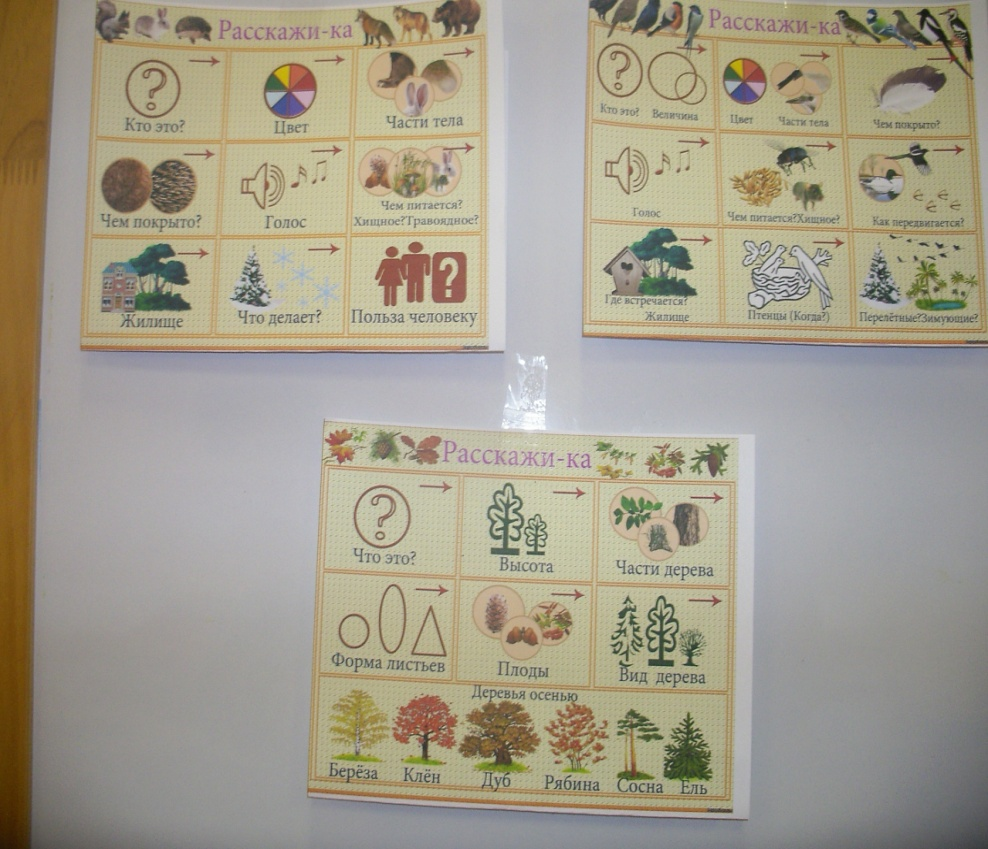 Расскажи-ка
Кто это?
Цвет
Части тела
Чем покрыто?
Голос
Чем питается?
Хищное?Травоядное?
Жилище
Что делает?
Польза человеку
Расскажи-ка
Кто это?
Величина
Цвет
Части тела
Чем покрыто?
Голос
Чем питается?Хищное?
Как передвигается?
Где встречается?
Жилище
Птенцы (Когда?)
Перелётные?Зимующие?
Расскажи-ка
Что это?
Высота
Части дерева
Форма листьев
Плоды
Вид дерева
Деревья осенью
Берёза
Клён
Дуб
Рябина
Сосна
Ель